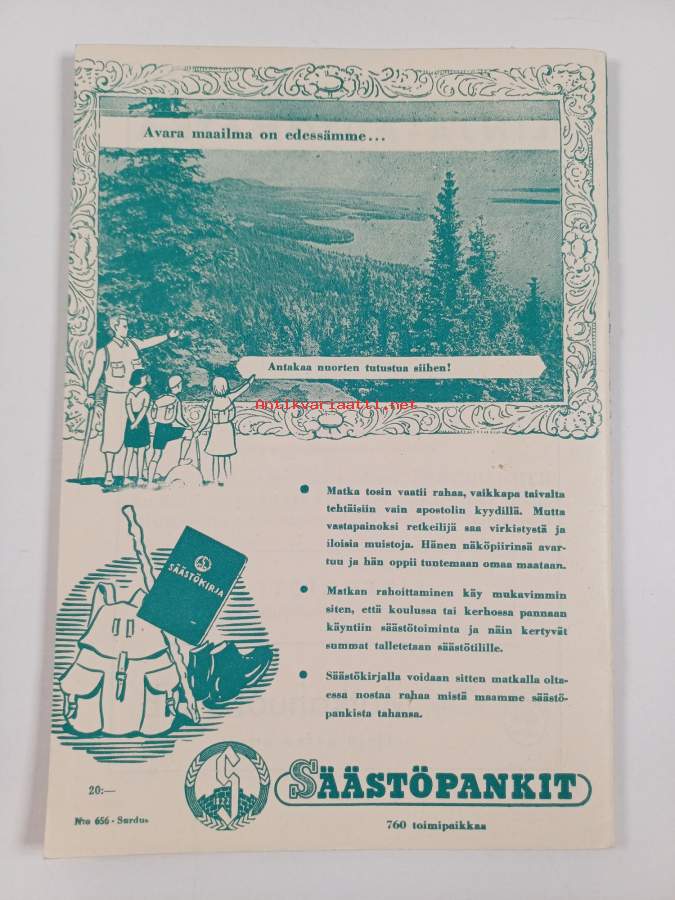 Avara maailma on edessämme...
Antakaa nuorten tutustua siihen!
Antikvariaatti.net
Matka tosin vaatii rahaa, vaikkapa taivalta
tehtäisiin vain apostolin kyydillä. Mutta
vastapainoksi retkeilijä saa virkistystä ja
iloisia muistoja. Hänen näköpiirinsä avar-
tuu ja hän oppii tuntemaan omaa maataan.
SÄÄSTÖKIRJA
Matkan rahoittaminen käy mukavimmin
siten, että koulussa tai kerhossa pannaan
käyntiin säästötoiminta ja näin kertyvät
summat talletetaan säästötilille.
Säästökirjalla voidaan sitten matkalla olta-
essa nostaa rahaa mistä maamme säästö-
pankista tahansa.
20:—
1822
SÄÄSTÖPANKIT
N:o 656 - Surdus
760 toimipaikkaa